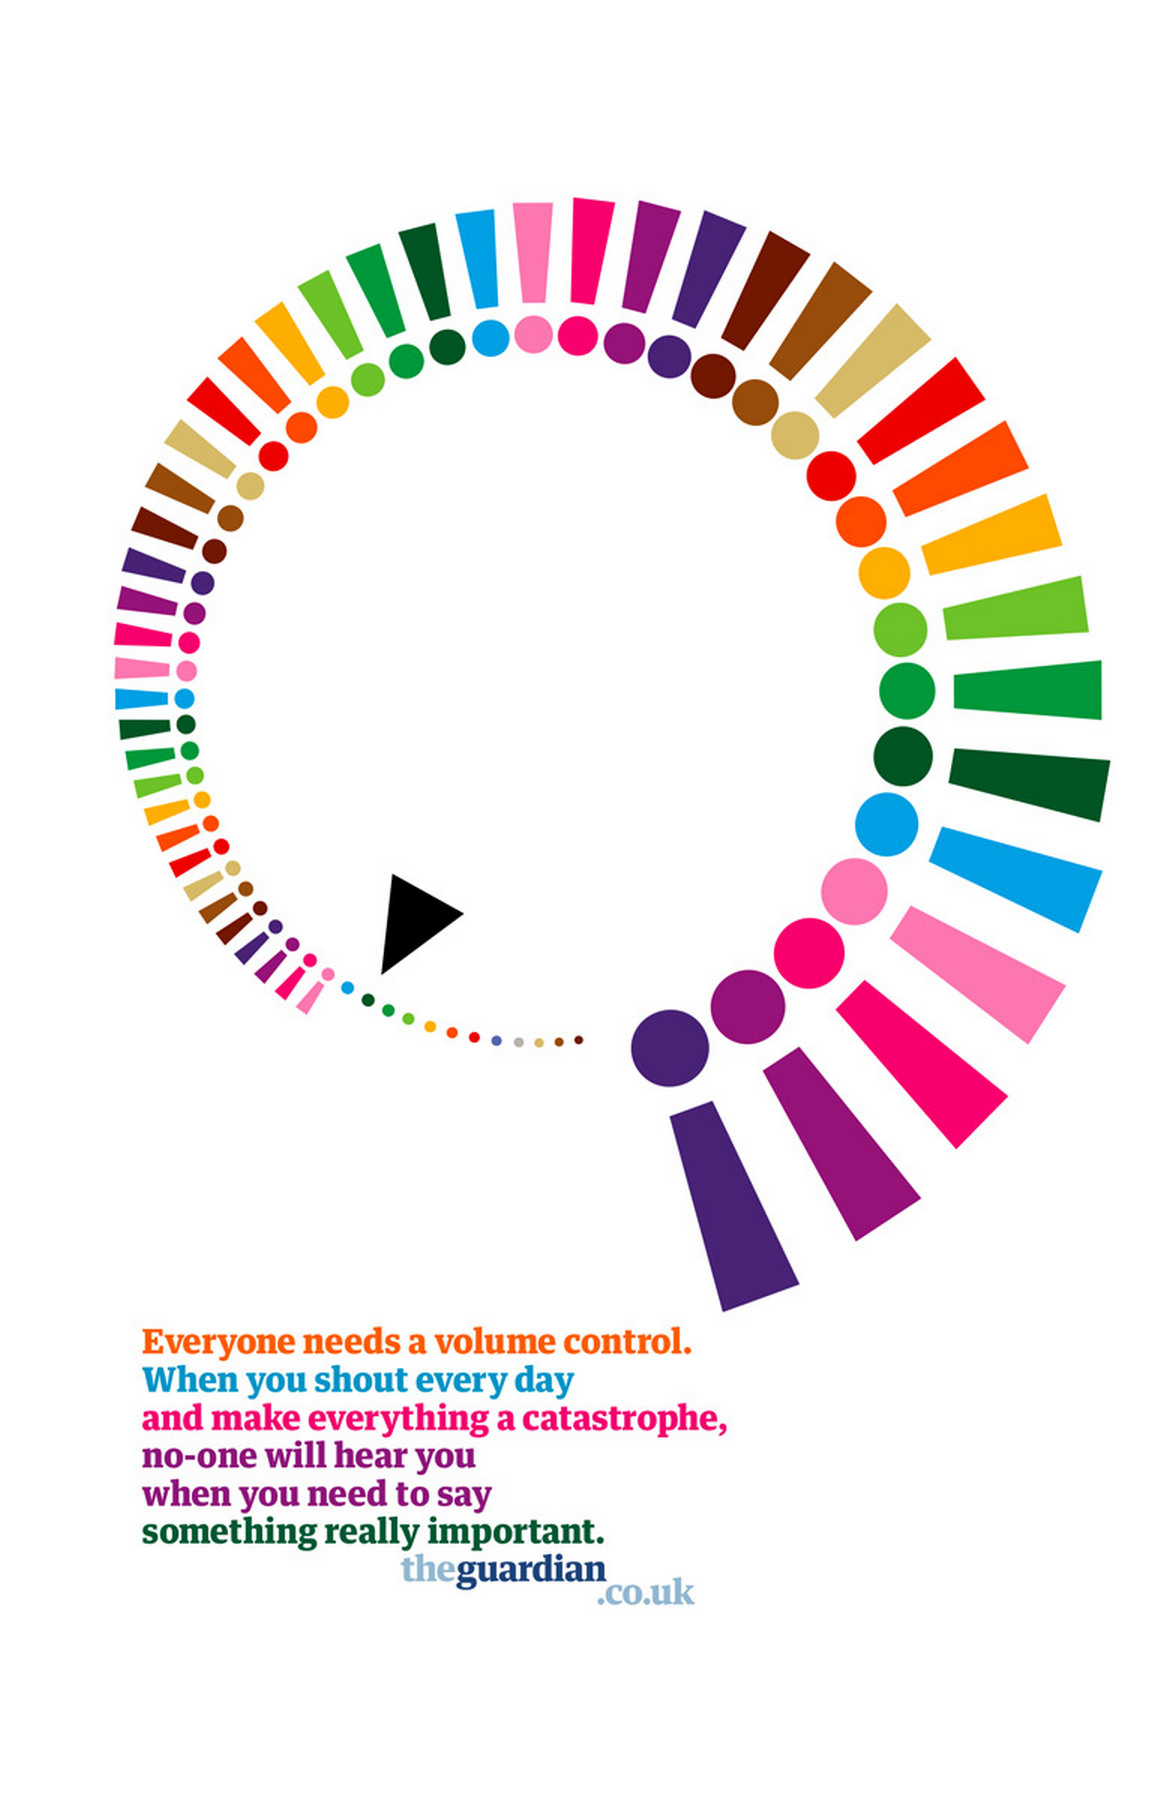 Everyone needs a volume control.
When you shout every day
and make everything a catastrophe,
no-one will hear you
when you need to say
something really important.
theguardian
.co.uk